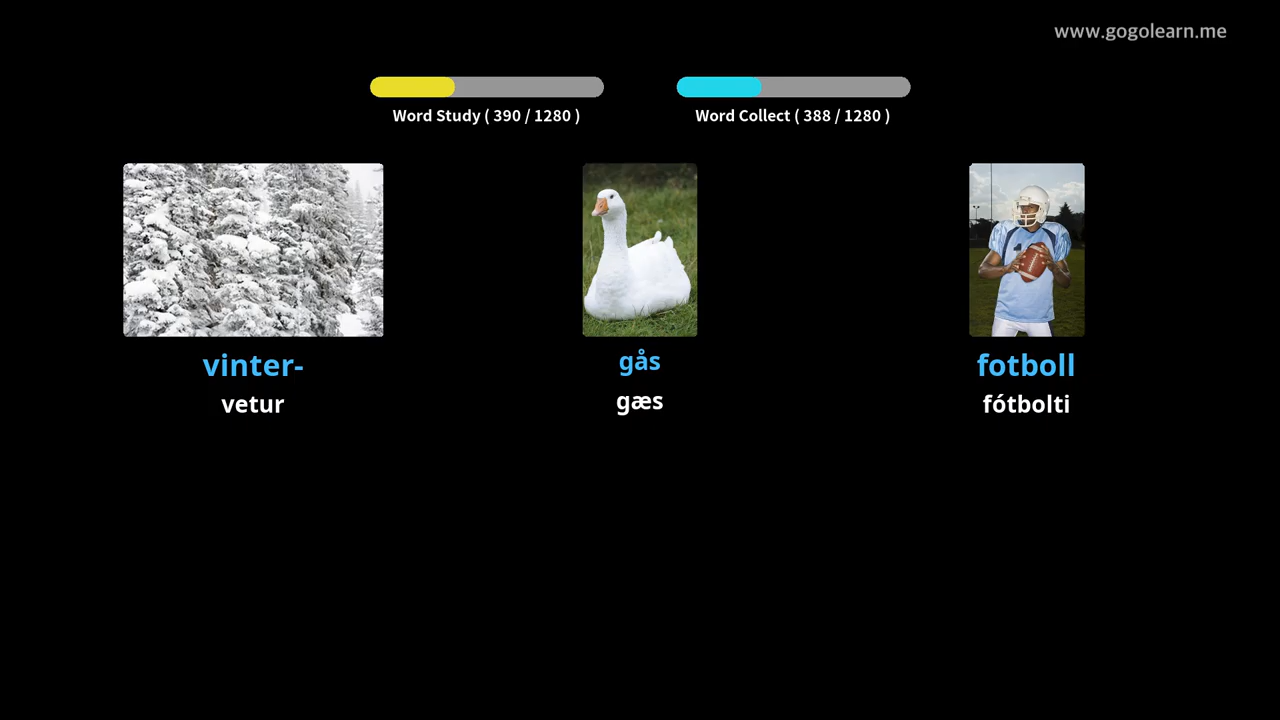 www.gogolearn.me
Word Study ( 390 / 1280 )
Word Collect ( 388 / 1280 )
vinter-
vetur
gås
gæs
fotboll
fótbolti